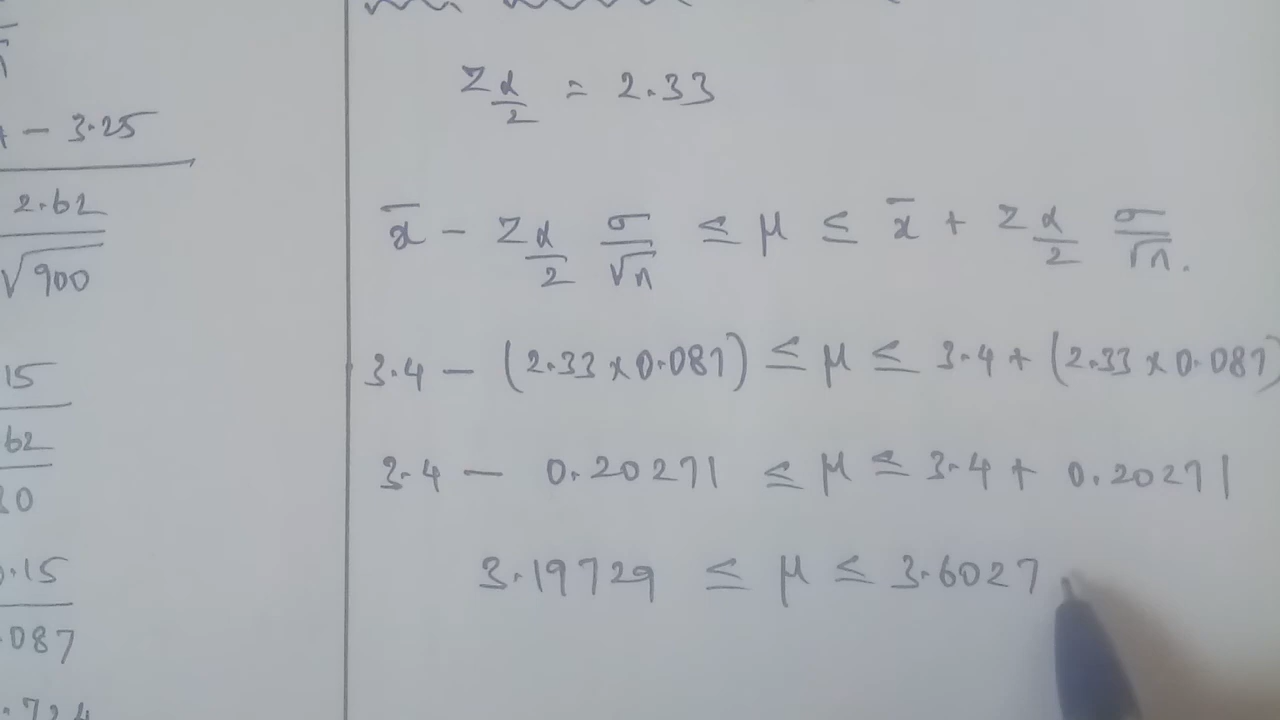 - 3.25
2.62
√900
15
62
.15
.087
.724
Zα/2 = 2.33
x̄ - Zα/2 σ/√n ≤ μ ≤ x̄ + Zα/2 σ/√n.
3.4 - (2.33 x 0.087) ≤ μ ≤ 3.4 + (2.33 x 0.087)
3.4 - 0.20271 ≤ μ ≤ 3.4 + 0.20271
3.19729 ≤ μ ≤ 3.6027